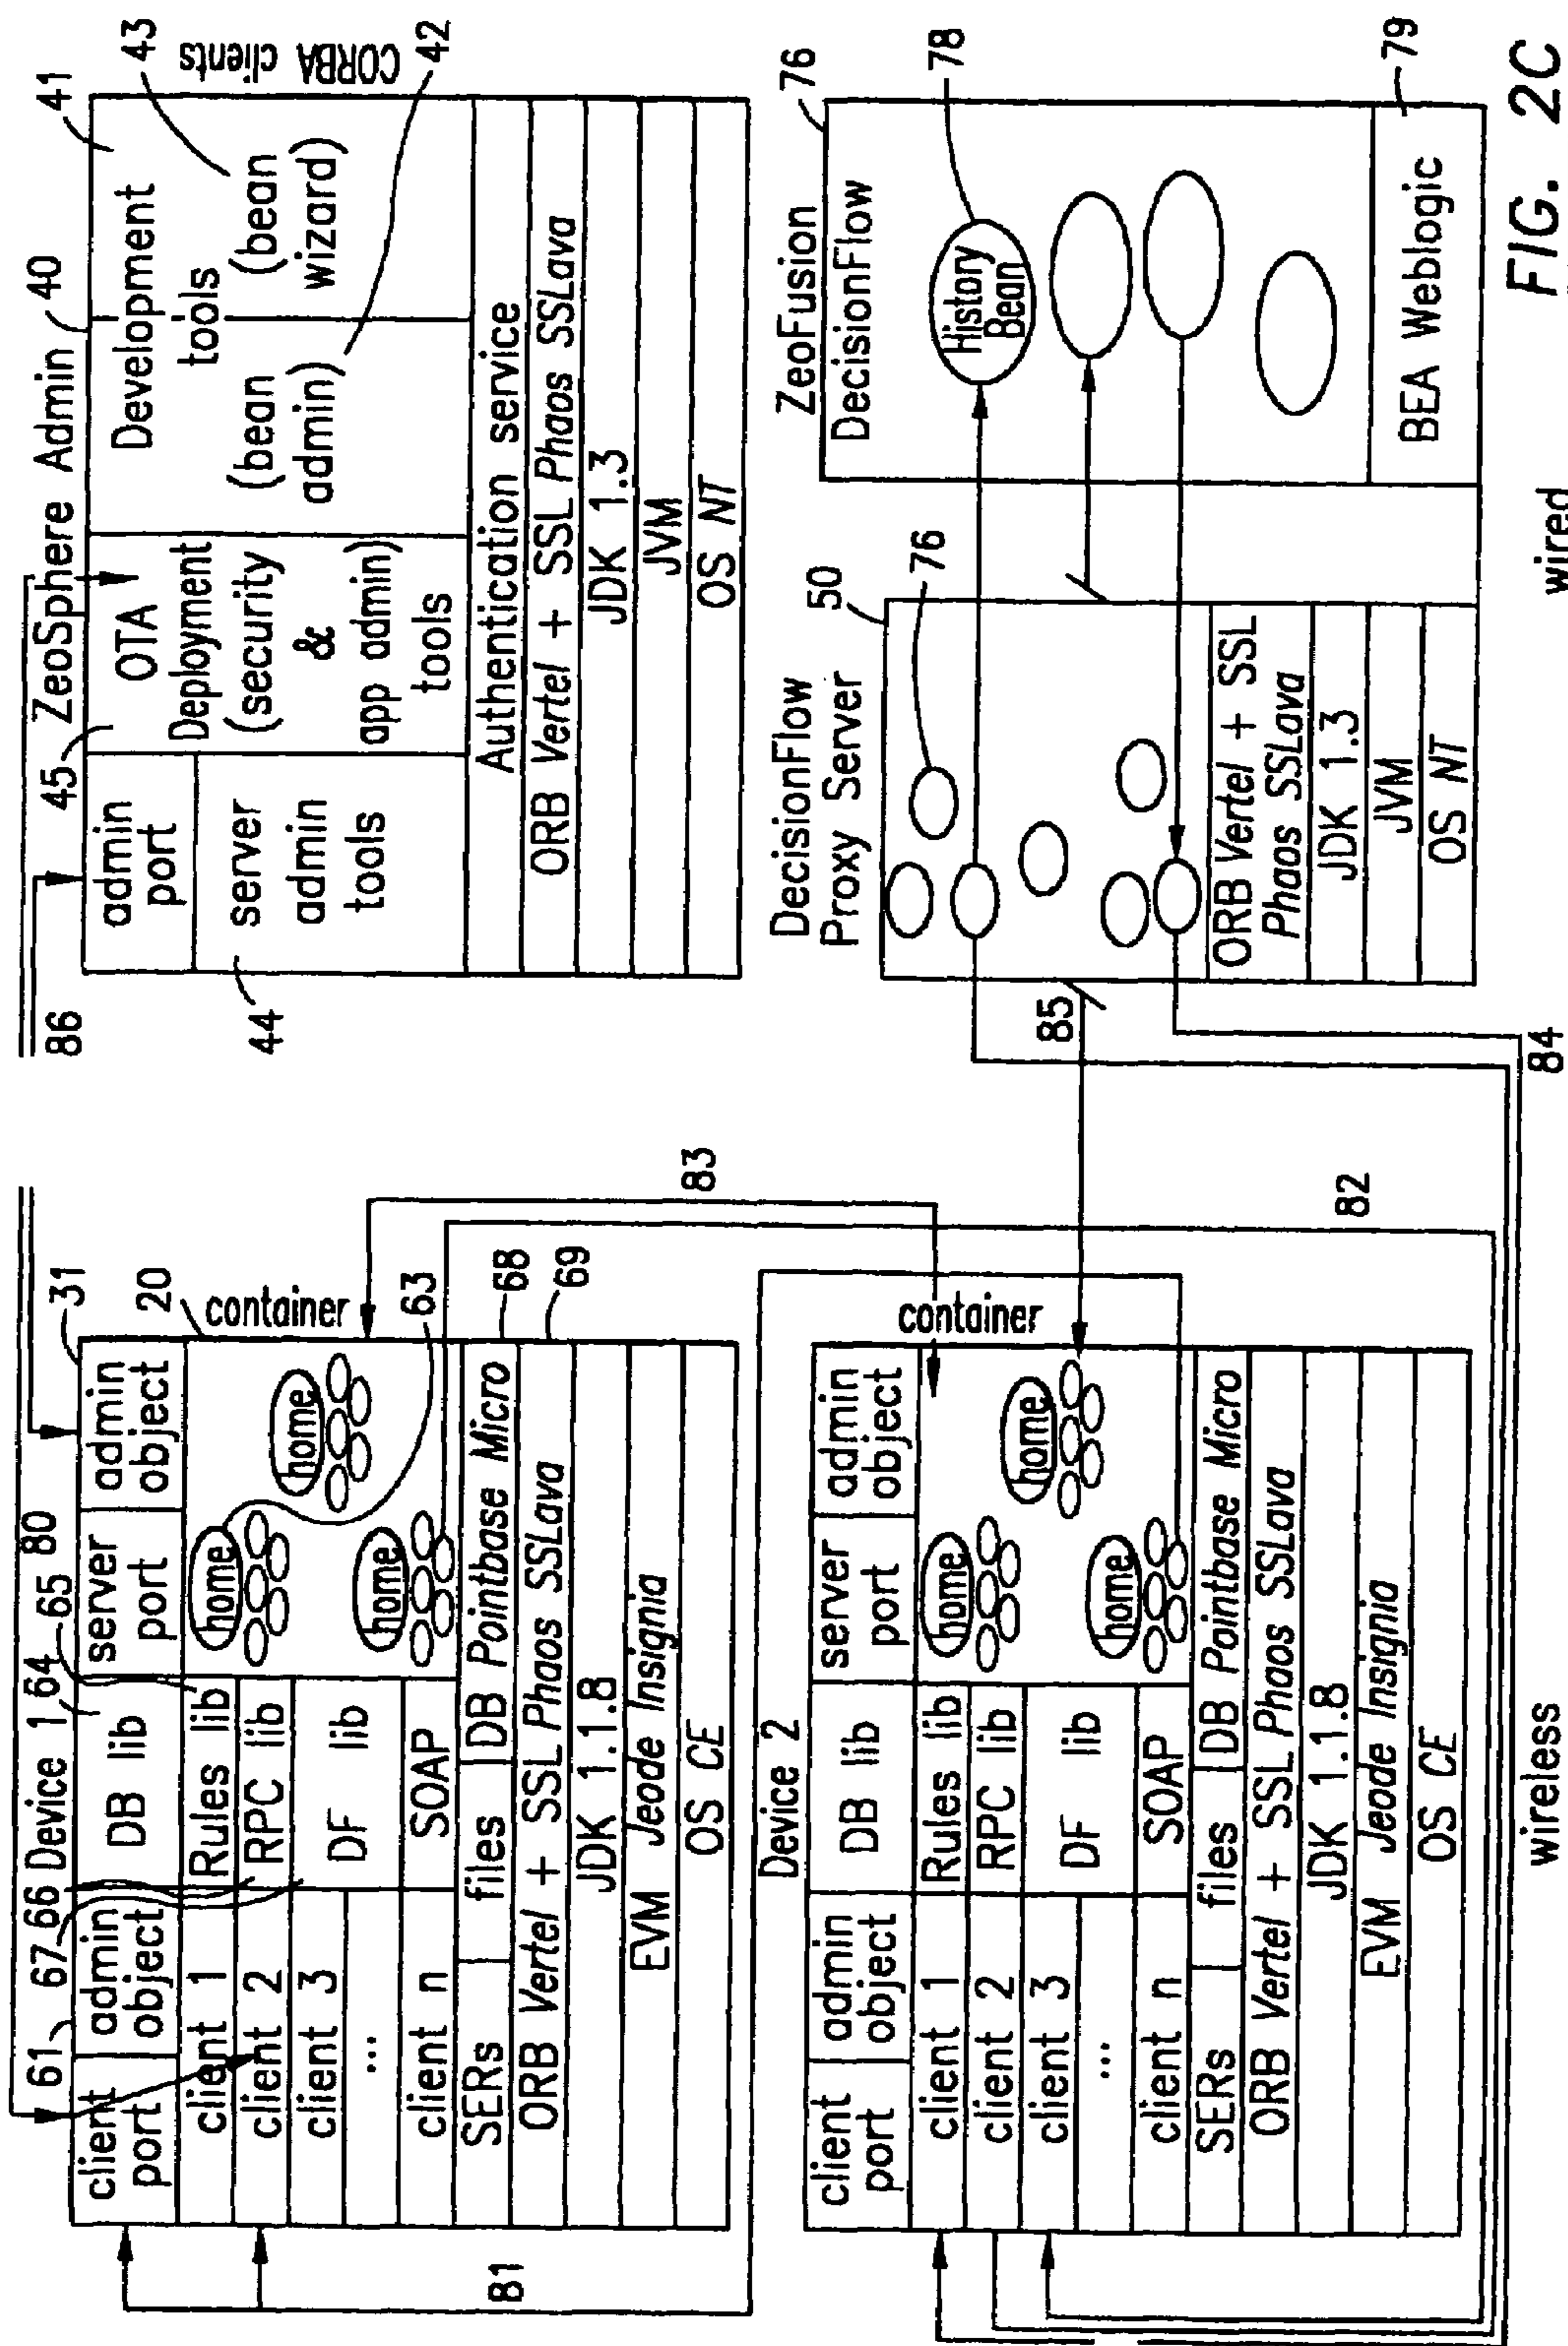 86
45
ZeoSphere Admin
40
41
43
CORBA clients
42
admin
port
OTA
Deployment
(security
&
app admin)
tools
Development
tools
(bean
admin)
(bean
wizard)
44
server
admin
tools
Authentication service
ORB Vertel + SSL Phaos SSLava
JDK 1.3
JVM
OS NT
61
67
66
Device 1
64
65
80
31
20
client
port
admin
object
DB lib
server
port
admin
object
container
client 1
Rules lib
client 2
RPC lib
client 3
DF lib
...
client n
SOAP
home
home
home
63
83
SERs
files
DB Pointbase Micro
68
ORB Vertel + SSL Phaos SSLava
69
JDK 1.1.8
EVM Jeode Insignia
OS CE
81
82
Device 2
client
port
admin
object
DB lib
server
port
admin
object
container
client 1
Rules lib
client 2
RPC lib
client 3
DF lib
...
client n
SOAP
home
home
home
SERs
files
DB Pointbase Micro
ORB Vertel + SSL Phaos SSLava
JDK 1.1.8
EVM Jeode Insignia
OS CE
wireless
DecisionFlow
Proxy Server
50
76
85
84
ORB Vertel + SSL
Phaos SSLava
JDK 1.3
JVM
OS NT
ZeoFusion
DecisionFlow
76
78
History
Bean
BEA Weblogic
79
wired
FIG. 2C